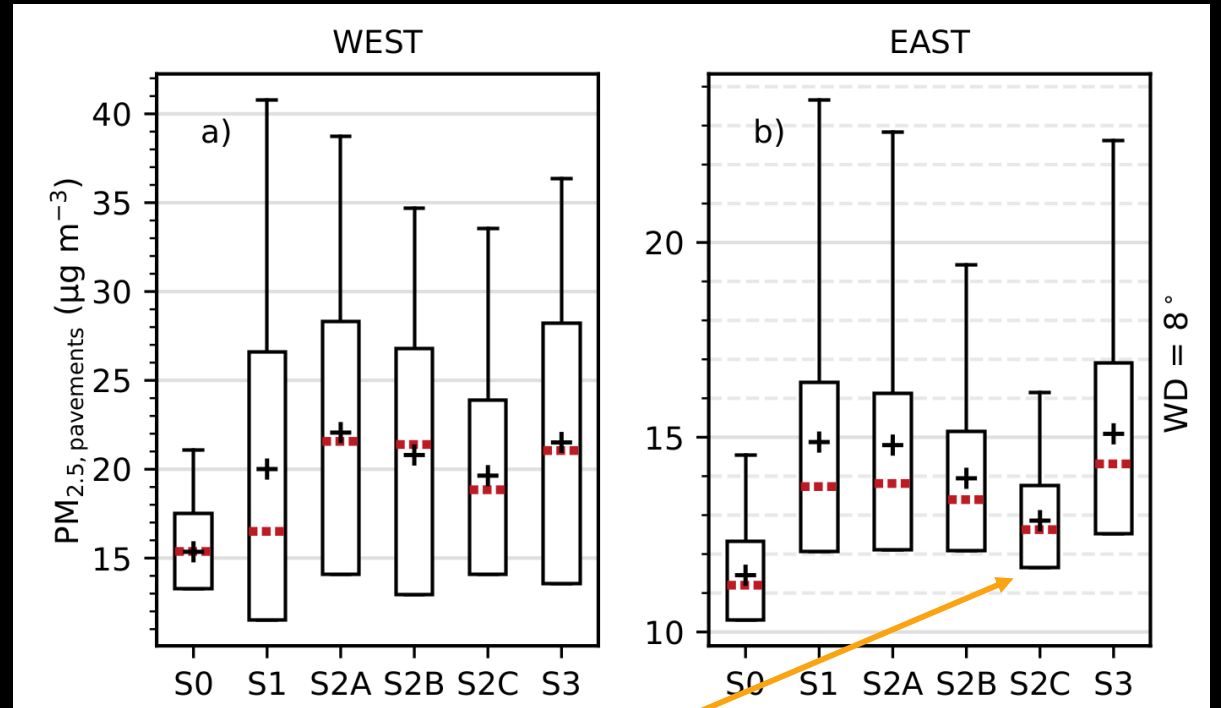 WEST
a)
PM2.5, pavements (µg m−3)
40
35
30
25
20
15
S0 S1 S2A S2B S2C S3
EAST
b)
20
15
10
S0 S1 S2A S2B S2C S3
WD = 8°